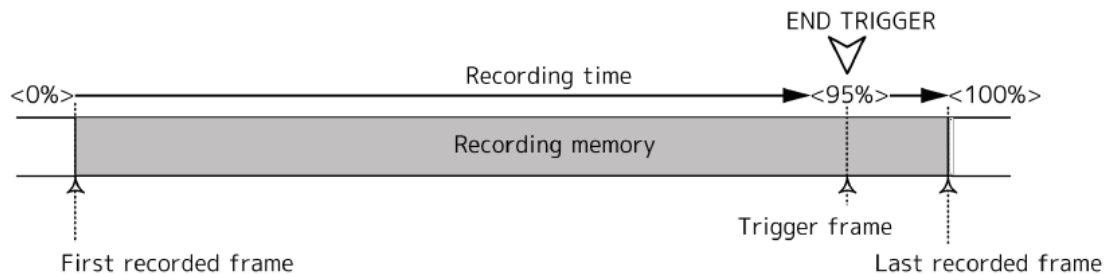 END TRIGGER
Recording time
<0%> <95%> <100%>
Recording memory
Trigger frame
First recorded frame Last recorded frame